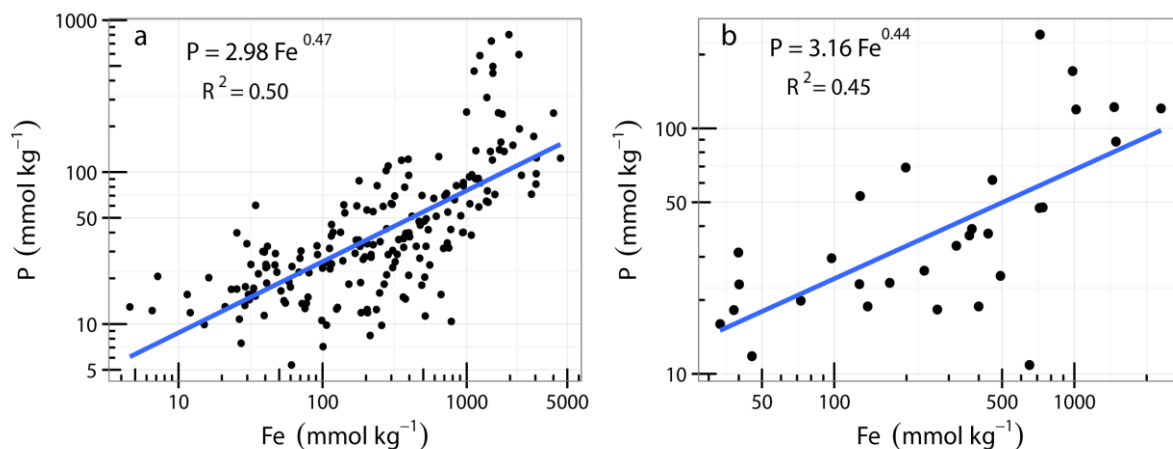 a
P = 2.98 Fe^0.47
R² = 0.50
1000
100
50
10
5
P (mmol kg⁻¹)
10 100 1000 5000
Fe (mmol kg⁻¹)
b
P = 3.16 Fe^0.44
R² = 0.45
100
50
10
P (mmol kg⁻¹)
50 100 500 1000
Fe (mmol kg⁻¹)